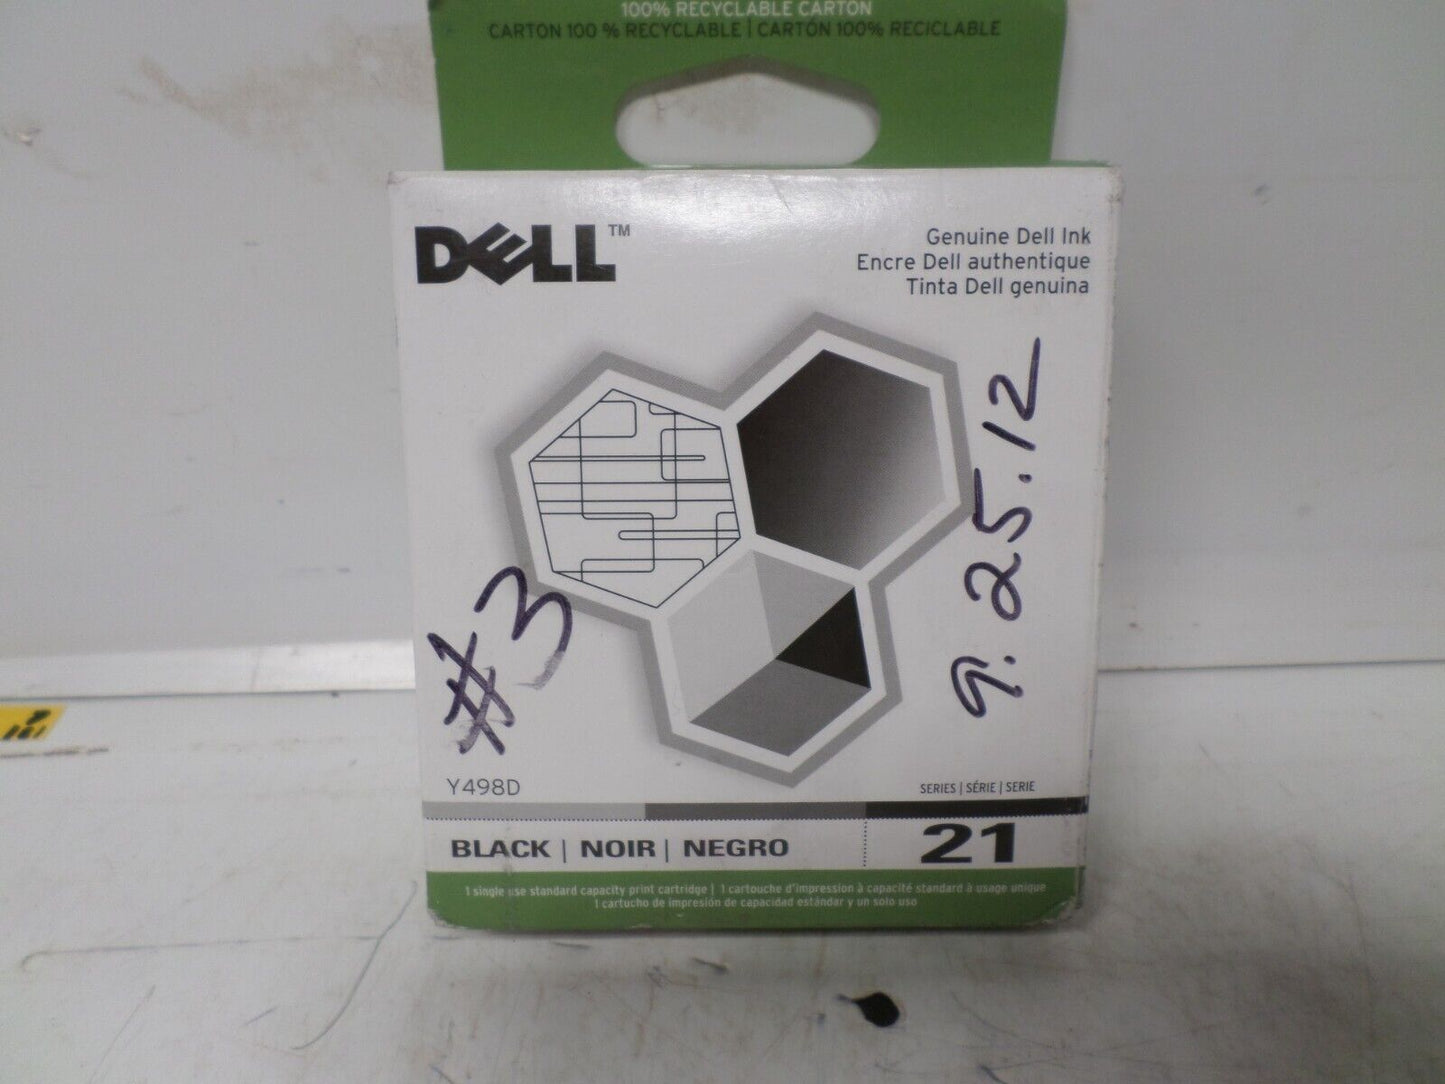 100% RECYCLABLE CARTON
CARTON 100 % RECYCLABLE | CARTÓN 100% RECICLABLE
DELL™
Genuine Dell Ink
Encre Dell authentique
Tinta Dell genuina
9.25.12
#3
Y498D
SERIES | SÉRIE | SERIE
BLACK | NOIR | NEGRO
21
1 single use standard capacity print cartridge | 1 cartouche d'impression à capacité standard à usage unique
1 cartucho de impresión de capacidad estándar y un solo uso